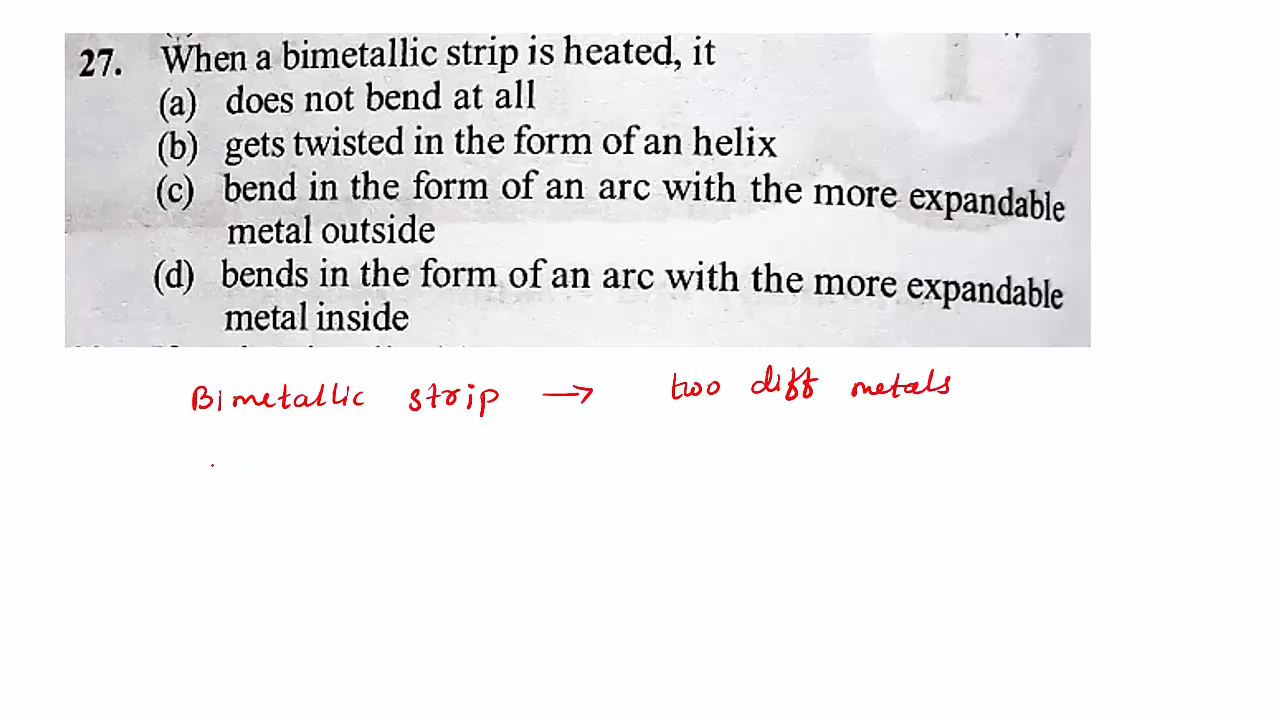 27. When a bimetallic strip is heated, it
(a) does not bend at all
(b) gets twisted in the form of an helix
(c) bend in the form of an arc with the more expandable
metal outside
(d) bends in the form of an arc with the more expandable
metal inside
Bimetallic strip → two diff metals